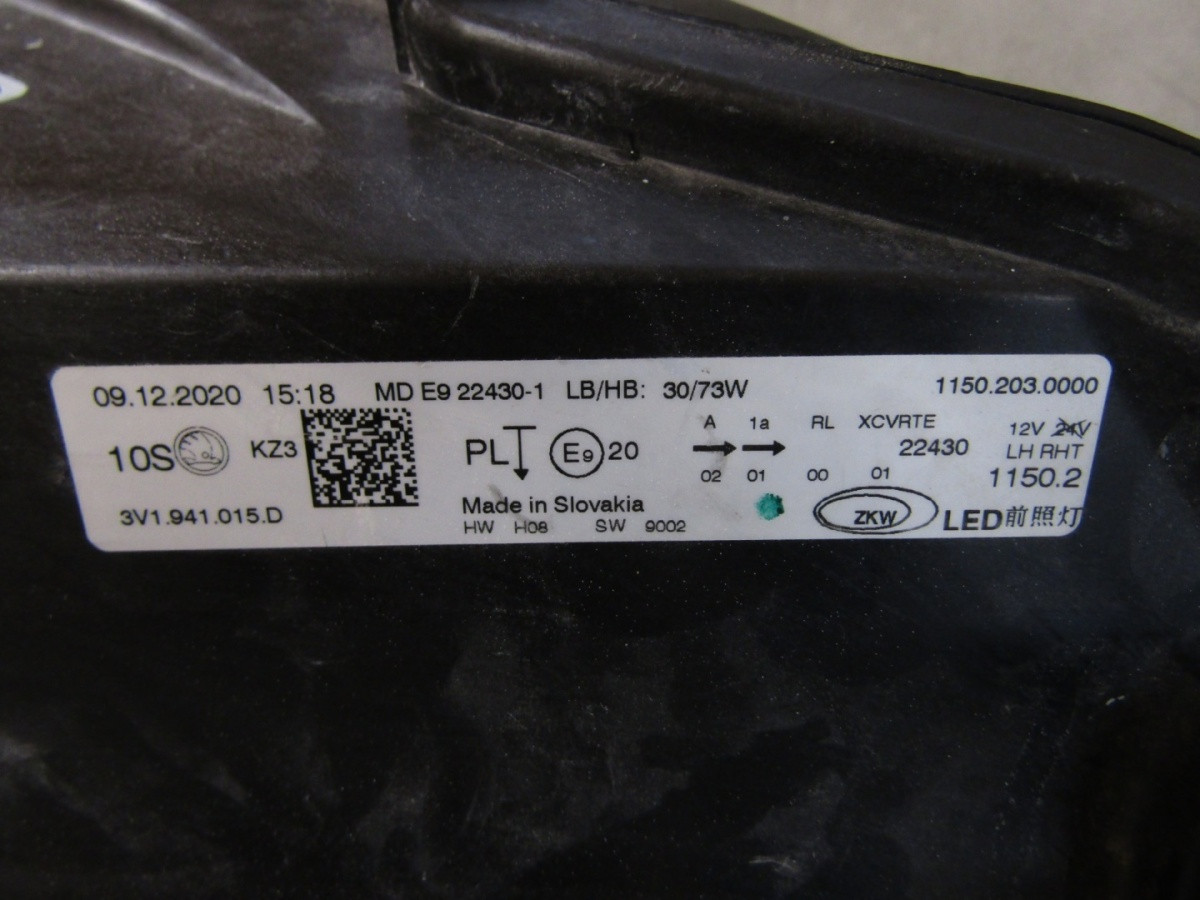 09.12.2020 15:18 MD E9 22430-1 LB/HB: 30/73W 1150.203.0000
10S KZ3 PL E9 20 A 1a RL XCVRTE 12V 24V
22430 LH RHT
02 01 00 01 1150.2
3V1.941.015.D Made in Slovakia ZKW LED前照灯
HW H08 SW 9002